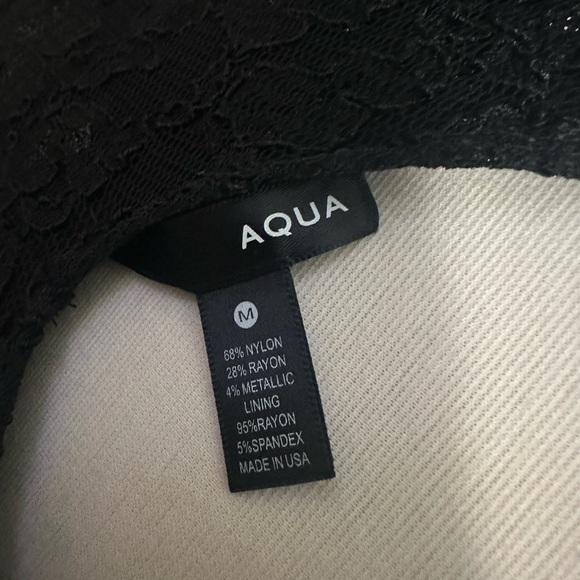 AQUA
M
68% NYLON
28% RAYON
4% METALLIC
LINING
95%RAYON
5%SPANDEX
MADE IN USA